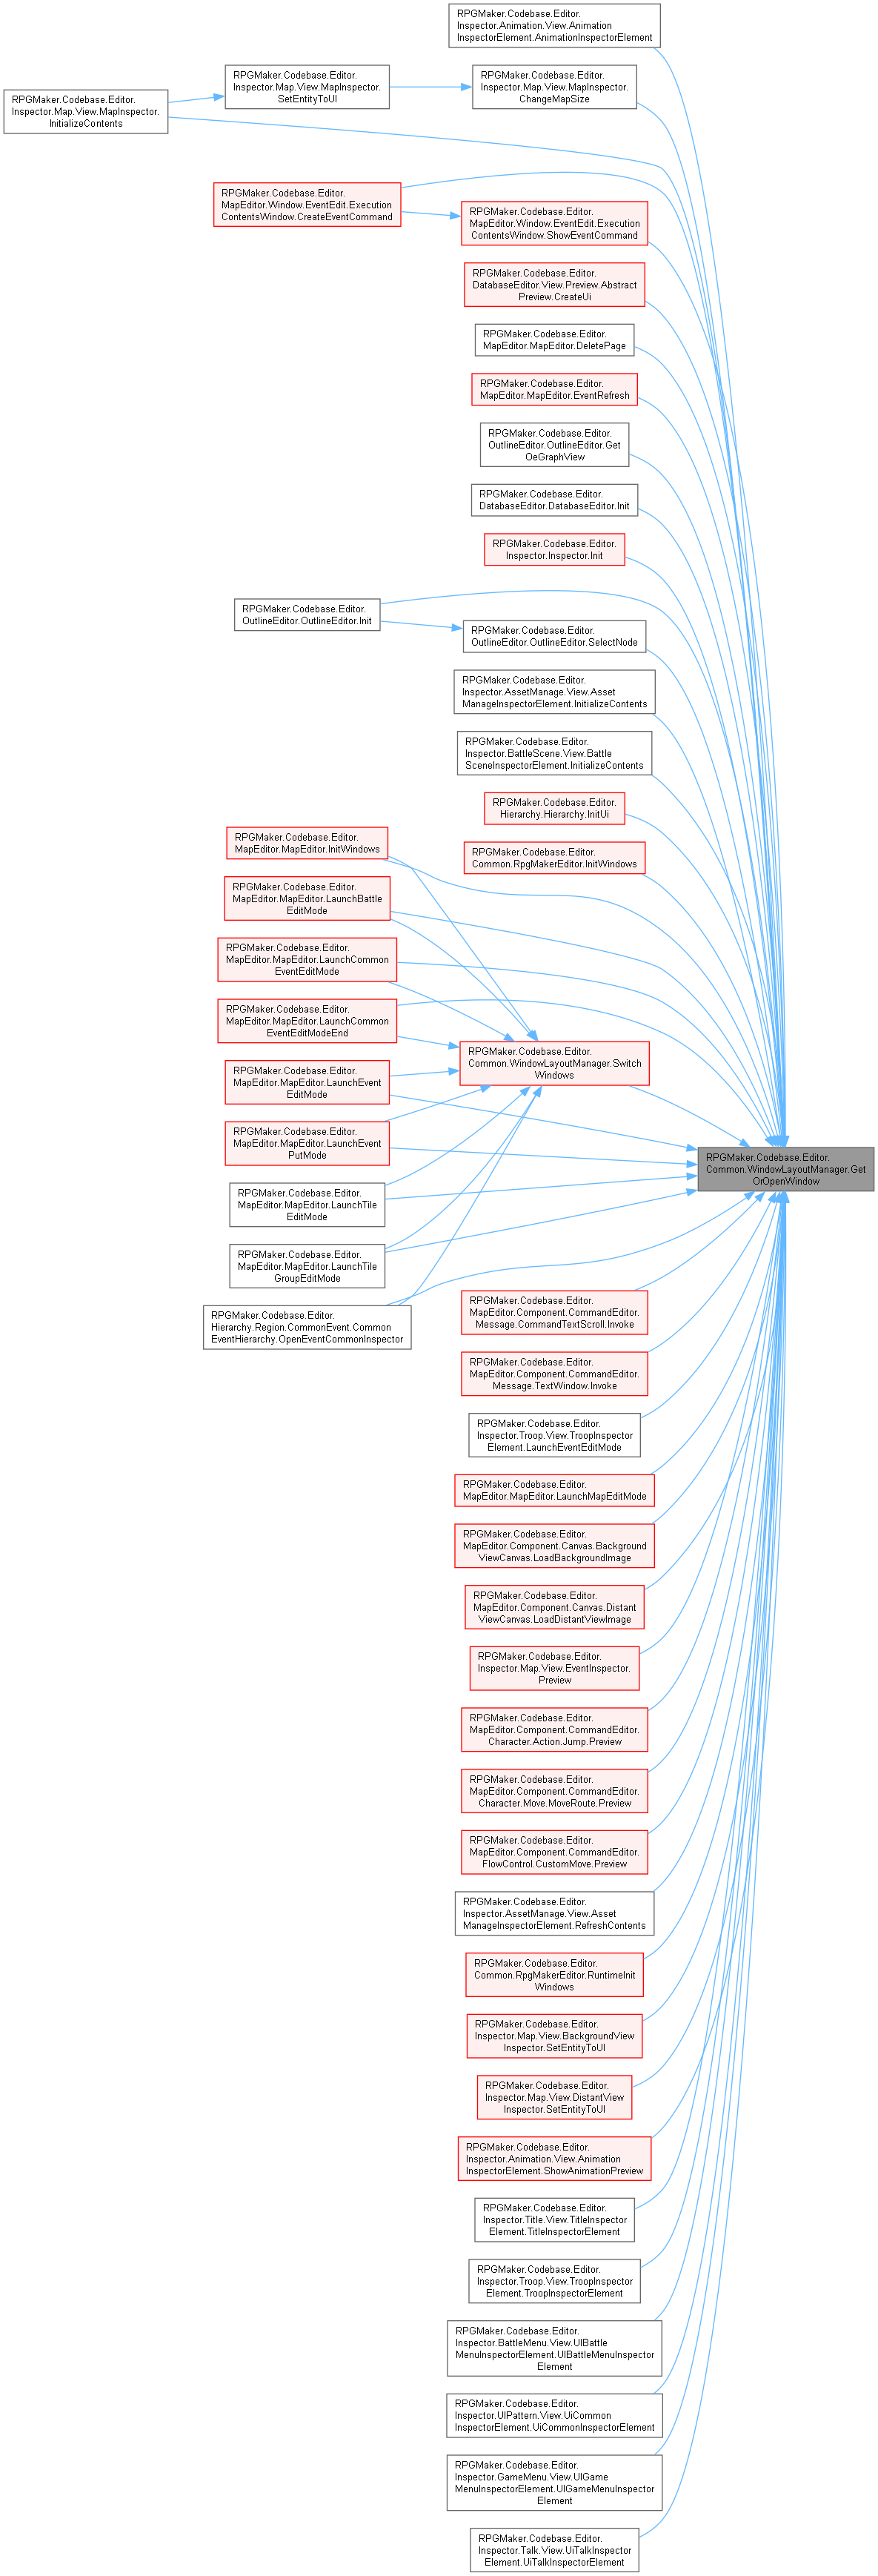 RPGMaker.Codebase.Editor.
Inspector.Animation.View.Animation
InspectorElement.AnimationInspectorElement
RPGMaker.Codebase.Editor.
Inspector.Map.View.MapInspector.
SetEntityToUI
RPGMaker.Codebase.Editor.
Inspector.Map.View.MapInspector.
ChangeMapSize
RPGMaker.Codebase.Editor.
Inspector.Map.View.MapInspector.
InitializeContents
RPGMaker.Codebase.Editor.
MapEditor.Window.EventEdit.Execution
ContentsWindow.CreateEventCommand
RPGMaker.Codebase.Editor.
MapEditor.Window.EventEdit.Execution
ContentsWindow.ShowEventCommand
RPGMaker.Codebase.Editor.
DatabaseEditor.View.Preview.Abstract
Preview.CreateUi
RPGMaker.Codebase.Editor.
MapEditor.MapEditor.DeletePage
RPGMaker.Codebase.Editor.
MapEditor.MapEditor.EventRefresh
RPGMaker.Codebase.Editor.
OutlineEditor.OutlineEditor.Get
OeGraphView
RPGMaker.Codebase.Editor.
DatabaseEditor.DatabaseEditor.Init
RPGMaker.Codebase.Editor.
Inspector.Inspector.Init
RPGMaker.Codebase.Editor.
OutlineEditor.OutlineEditor.Init
RPGMaker.Codebase.Editor.
OutlineEditor.OutlineEditor.SelectNode
RPGMaker.Codebase.Editor.
Inspector.AssetManage.View.Asset
ManageInspectorElement.InitializeContents
RPGMaker.Codebase.Editor.
Inspector.BattleScene.View.Battle
SceneInspectorElement.InitializeContents
RPGMaker.Codebase.Editor.
Hierarchy.Hierarchy.InitUi
RPGMaker.Codebase.Editor.
MapEditor.MapEditor.InitWindows
RPGMaker.Codebase.Editor.
Common.RpgMakerEditor.InitWindows
RPGMaker.Codebase.Editor.
MapEditor.MapEditor.LaunchBattle
EditMode
RPGMaker.Codebase.Editor.
MapEditor.MapEditor.LaunchCommon
EventEditMode
RPGMaker.Codebase.Editor.
MapEditor.MapEditor.LaunchCommon
EventEditModeEnd
RPGMaker.Codebase.Editor.
Common.WindowLayoutManager.Switch
Windows
RPGMaker.Codebase.Editor.
MapEditor.MapEditor.LaunchEvent
EditMode
RPGMaker.Codebase.Editor.
MapEditor.MapEditor.LaunchEvent
PutMode
RPGMaker.Codebase.Editor.
Common.WindowLayoutManager.Get
OrOpenWindow
RPGMaker.Codebase.Editor.
MapEditor.MapEditor.LaunchTile
EditMode
RPGMaker.Codebase.Editor.
MapEditor.MapEditor.LaunchTile
GroupEditMode
RPGMaker.Codebase.Editor.
Hierarchy.Region.CommonEvent.Common
EventHierarchy.OpenEventCommonInspector
RPGMaker.Codebase.Editor.
MapEditor.Component.CommandEditor.
Message.CommandTextScroll.Invoke
RPGMaker.Codebase.Editor.
MapEditor.Component.CommandEditor.
Message.TextWindow.Invoke
RPGMaker.Codebase.Editor.
Inspector.Troop.View.TroopInspector
Element.LaunchEventEditMode
RPGMaker.Codebase.Editor.
MapEditor.MapEditor.LaunchMapEditMode
RPGMaker.Codebase.Editor.
MapEditor.Component.Canvas.Background
ViewCanvas.LoadBackgroundImage
RPGMaker.Codebase.Editor.
MapEditor.Component.Canvas.Distant
ViewCanvas.LoadDistantViewImage
RPGMaker.Codebase.Editor.
Inspector.Map.View.EventInspector.
Preview
RPGMaker.Codebase.Editor.
MapEditor.Component.CommandEditor.
Character.Action.Jump.Preview
RPGMaker.Codebase.Editor.
MapEditor.Component.CommandEditor.
Character.Move.MoveRoute.Preview
RPGMaker.Codebase.Editor.
MapEditor.Component.CommandEditor.
FlowControl.CustomMove.Preview
RPGMaker.Codebase.Editor.
Inspector.AssetManage.View.Asset
ManageInspectorElement.RefreshContents
RPGMaker.Codebase.Editor.
Common.RpgMakerEditor.RuntimeInit
Windows
RPGMaker.Codebase.Editor.
Inspector.Map.View.BackgroundView
Inspector.SetEntityToUI
RPGMaker.Codebase.Editor.
Inspector.Map.View.DistantView
Inspector.SetEntityToUI
RPGMaker.Codebase.Editor.
Inspector.Animation.View.Animation
InspectorElement.ShowAnimationPreview
RPGMaker.Codebase.Editor.
Inspector.Title.View.TitleInspector
Element.TitleInspectorElement
RPGMaker.Codebase.Editor.
Inspector.Troop.View.TroopInspector
Element.TroopInspectorElement
RPGMaker.Codebase.Editor.
Inspector.BattleMenu.View.UIBattle
MenuInspectorElement.UIBattleMenuInspector
Element
RPGMaker.Codebase.Editor.
Inspector.UIPattern.View.UiCommon
InspectorElement.UiCommonInspectorElement
RPGMaker.Codebase.Editor.
Inspector.GameMenu.View.UIGame
MenuInspectorElement.UIGameMenuInspector
Element
RPGMaker.Codebase.Editor.
Inspector.Talk.View.UiTalkInspector
Element.UiTalkInspectorElement